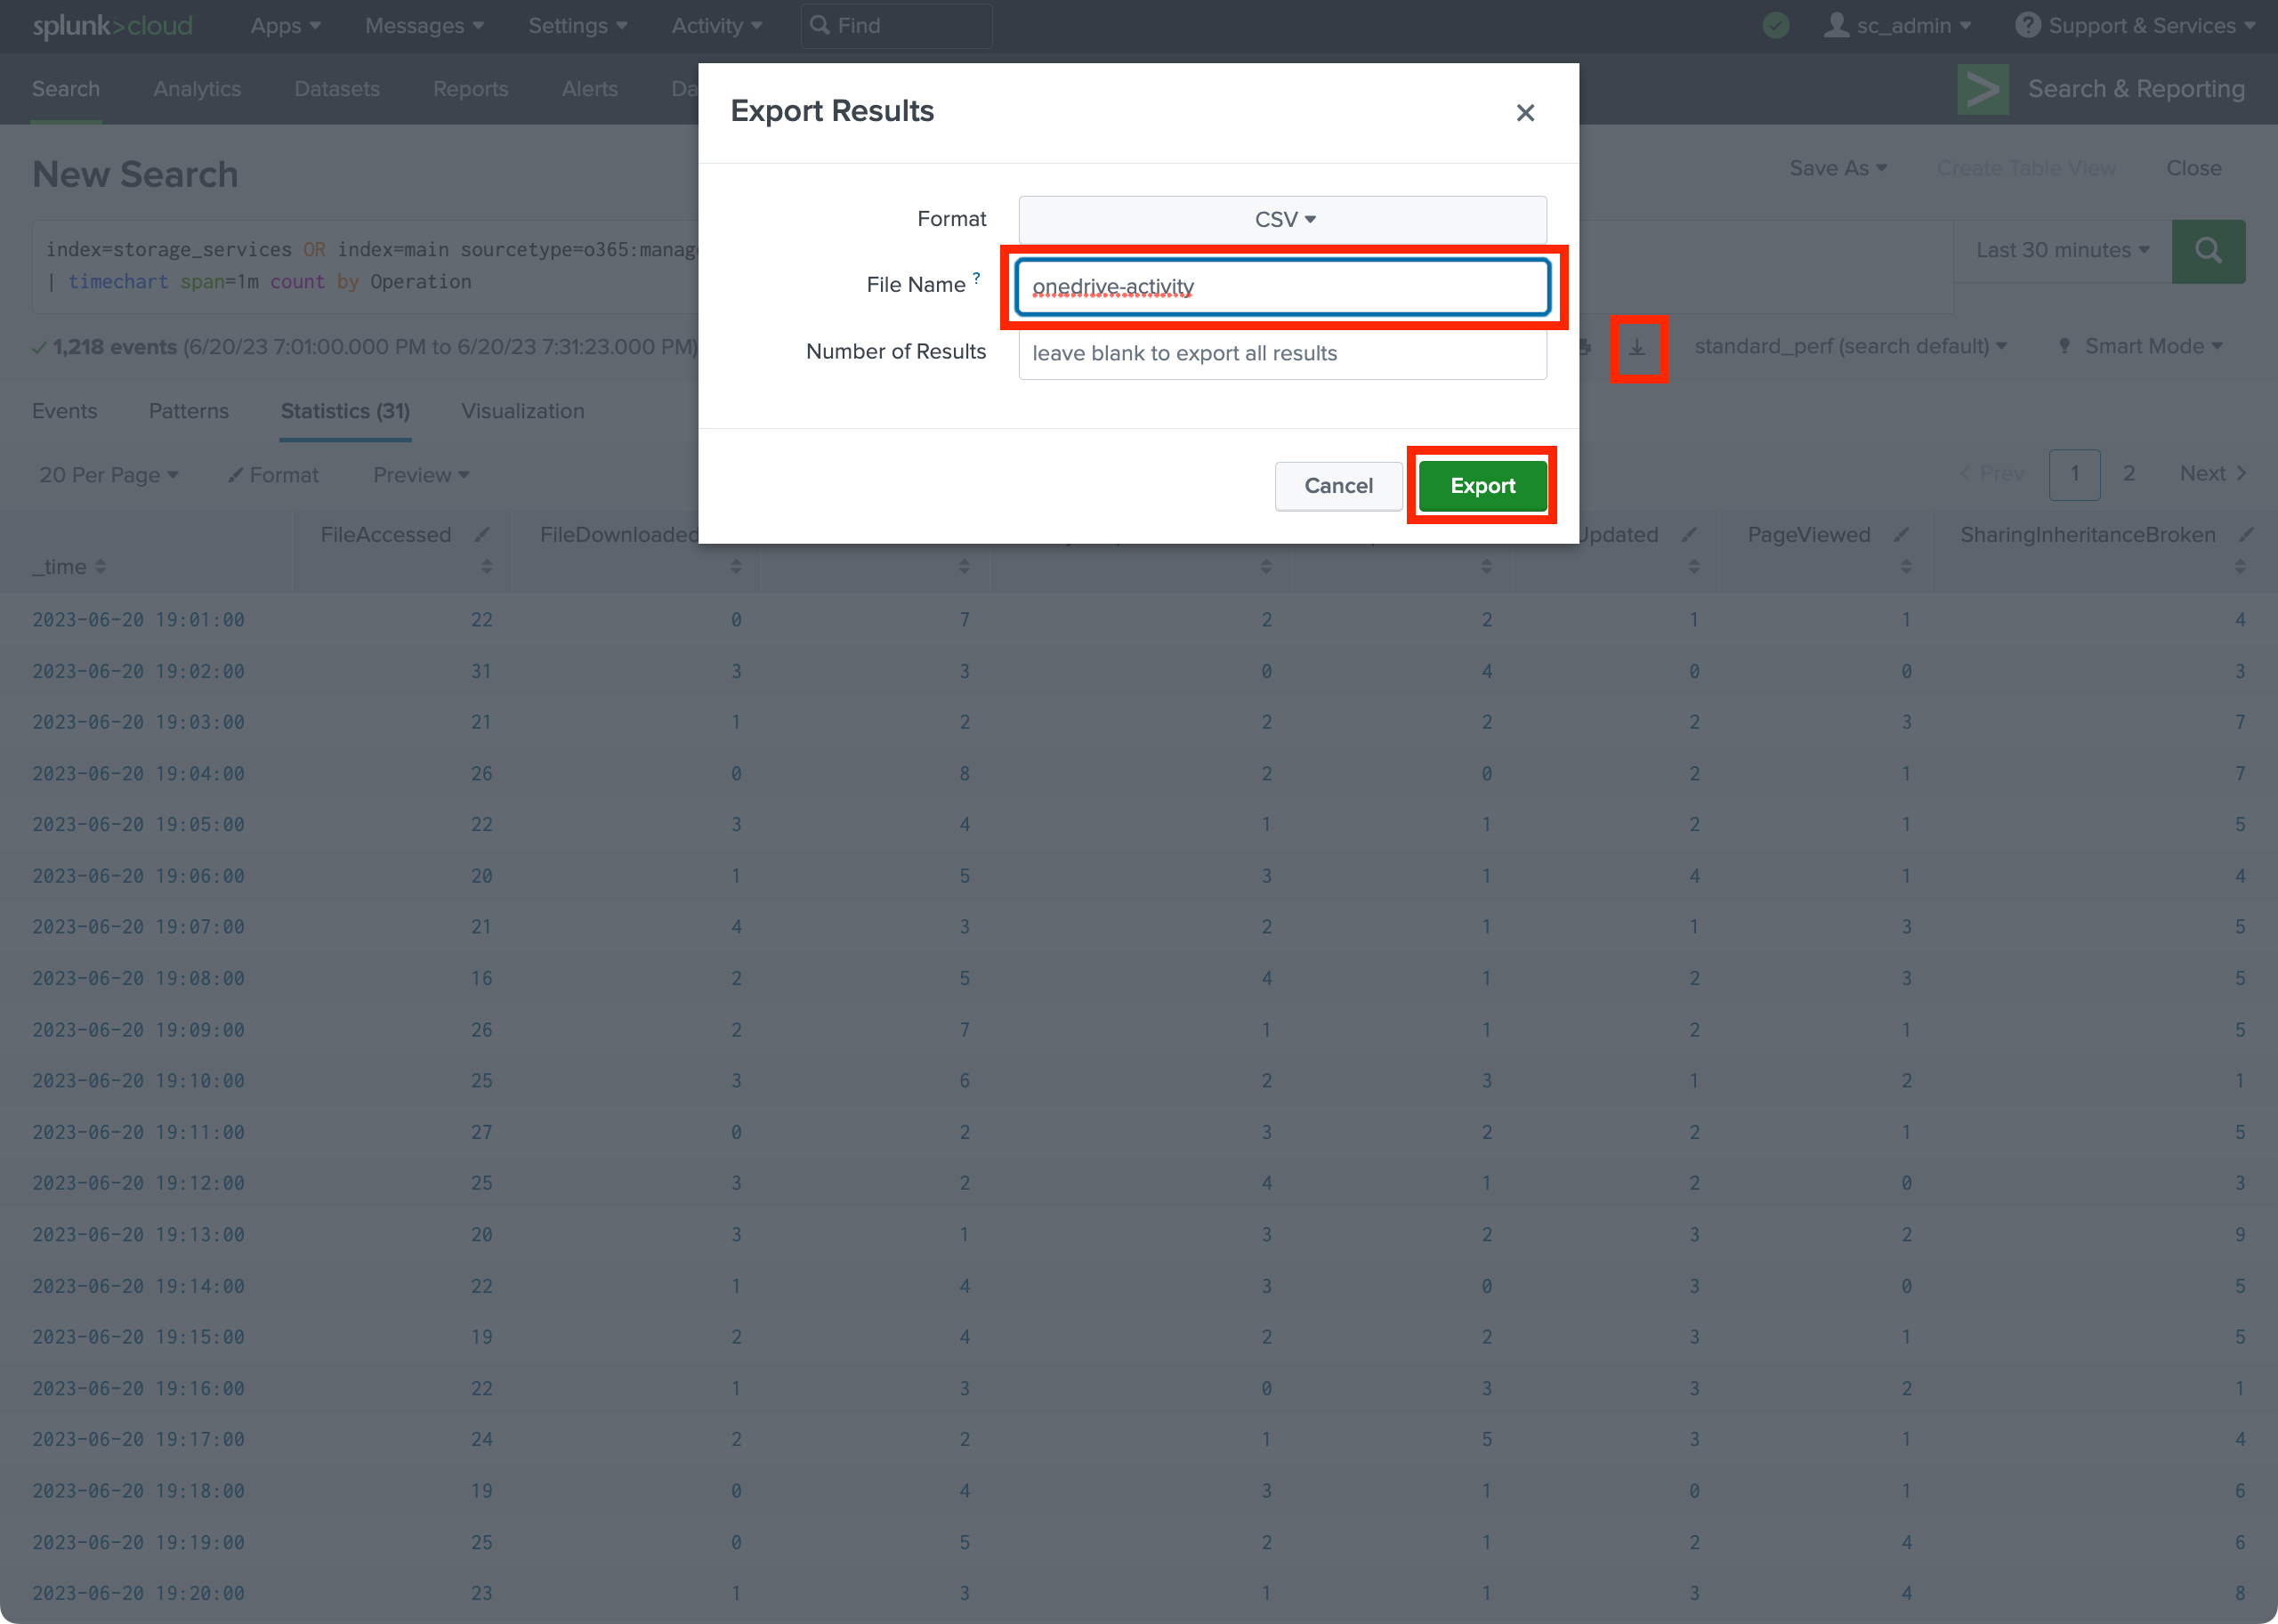 splunk>cloud Apps Messages Settings Activity Find sc_admin ? Support & Services
Search Analytics Datasets Reports Alerts Da Search & Reporting
Export Results
New Search Save As Create Table View Close
Format CSV
index=storage_services OR index=main sourcetype=o365:manag Last 30 minutes
| timechart span=1m count by Operation
File Name ? onedrive-activity
1,218 events (6/20/23 7:01:00.000 PM to 6/20/23 7:31:23.000 PM) standard_perf (search default) Smart Mode
Number of Results leave blank to export all results
Events Patterns Statistics (31) Visualization
20 Per Page Format Preview < Prev 1 2 Next >
Cancel Export
_time FileAccessed FileDownloaded Updated PageViewed SharingInheritanceBroken
2023-06-20 19:01:00 22 0 7 2 2 1 1 4
2023-06-20 19:02:00 31 3 3 0 4 0 0 3
2023-06-20 19:03:00 21 1 2 2 2 2 3 7
2023-06-20 19:04:00 26 0 8 2 0 2 1 7
2023-06-20 19:05:00 22 3 4 1 1 2 1 5
2023-06-20 19:06:00 20 1 5 3 1 4 1 4
2023-06-20 19:07:00 21 4 3 2 1 1 3 5
2023-06-20 19:08:00 16 2 5 4 1 2 3 5
2023-06-20 19:09:00 26 2 7 1 1 2 1 5
2023-06-20 19:10:00 25 3 6 2 3 1 2 1
2023-06-20 19:11:00 27 0 2 3 2 2 1 5
2023-06-20 19:12:00 25 3 2 4 1 2 0 3
2023-06-20 19:13:00 20 3 1 3 2 3 2 9
2023-06-20 19:14:00 22 1 4 3 0 3 0 5
2023-06-20 19:15:00 19 2 4 2 2 3 1 5
2023-06-20 19:16:00 22 1 3 0 3 3 2 1
2023-06-20 19:17:00 24 2 2 1 5 3 1 4
2023-06-20 19:18:00 19 0 4 3 1 0 1 6
2023-06-20 19:19:00 25 0 5 2 1 2 4 6
2023-06-20 19:20:00 23 1 3 1 1 3 4 8